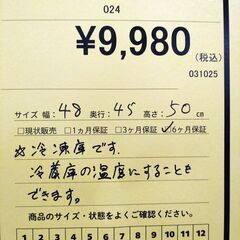 024
¥9,980
(税込)
031025
サイズ 幅: 48 奥行: 45 高さ: 50 cm
□現状販売 □1ヵ月保証 □3ヶ月保証 ☑6ヶ月保証
※冷凍庫です。
冷蔵庫の温度にすることも
できます。
商品のサイズ・状態をよくご確認ください
1 2 3 4 5 6 7 8 9 10 11 12